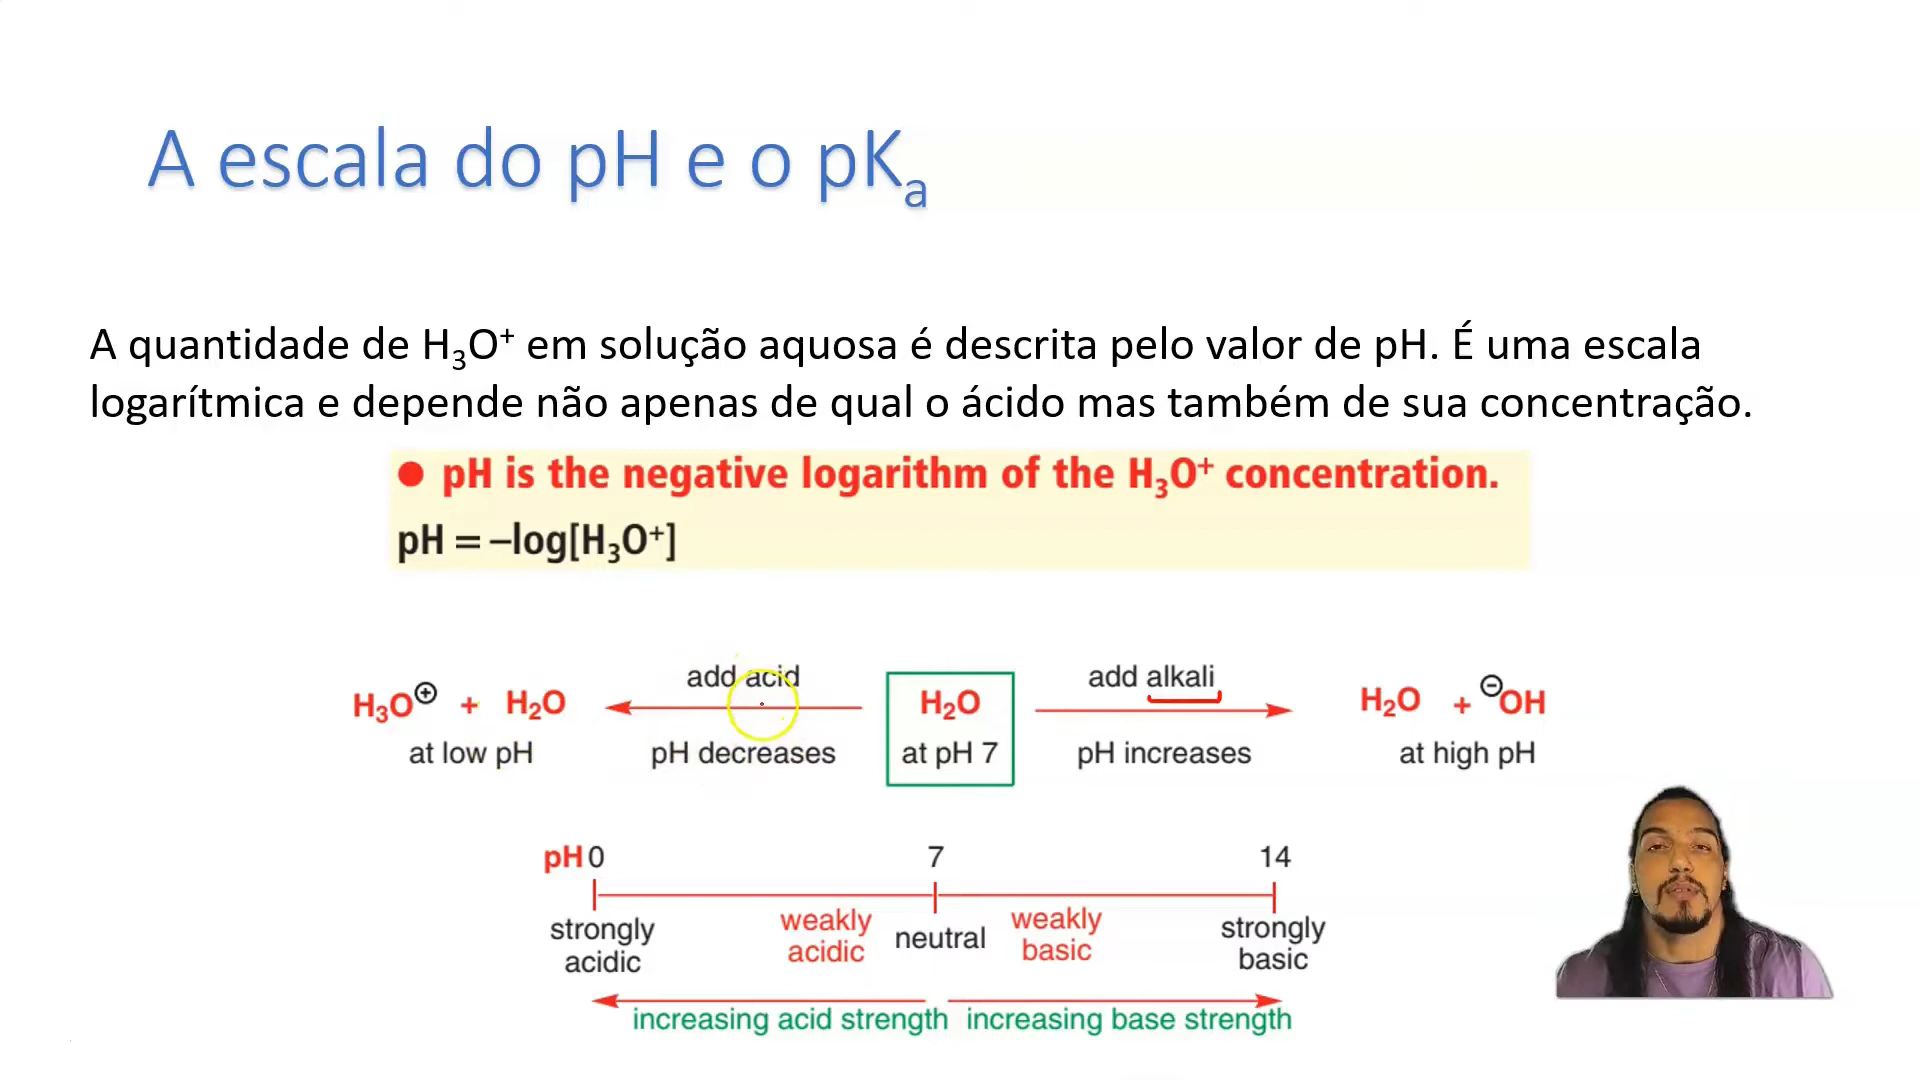 A escala do pH e o pKₐ
A quantidade de H₃O⁺ em solução aquosa é descrita pelo valor de pH. É uma escala
logarítmica e depende não apenas de qual o ácido mas também de sua concentração.
● pH is the negative logarithm of the H₃O⁺ concentration.
pH = –log[H₃O⁺]
add acid add alkali
H₃O⊕ + H₂O H₂O H₂O + ⊖OH
at low pH pH decreases at pH 7 pH increases at high pH
pH 0 7 14
strongly weakly neutral weakly strongly
acidic acidic basic basic
increasing acid strength increasing base strength